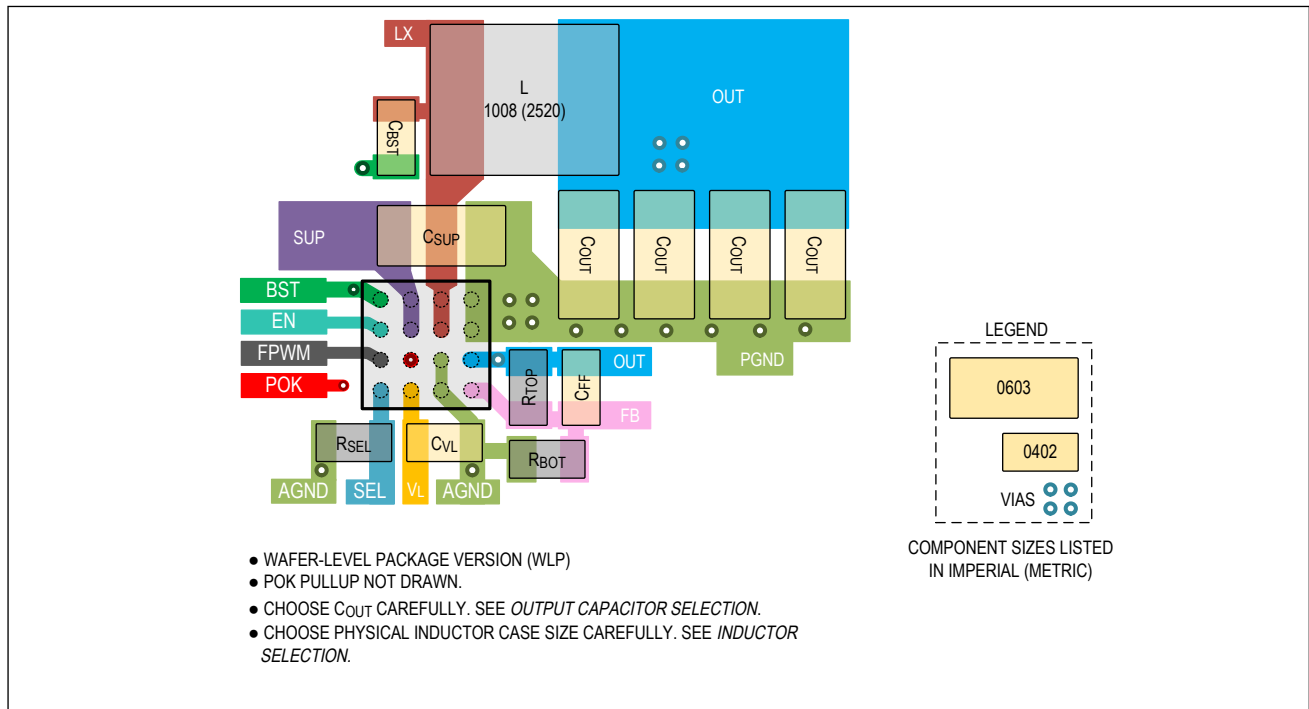 LX
L
1008 (2520)
OUT
CBST
SUP
CSUP
COUT
COUT
COUT
COUT
BST
EN
FPWM
POK
OUT
PGND
RTOP
CFF
FB
RSEL
CVL
RBOT
AGND
SEL
VL
AGND
LEGEND
0603
0402
VIAS
COMPONENT SIZES LISTED
IN IMPERIAL (METRIC)
● WAFER-LEVEL PACKAGE VERSION (WLP)
● POK PULLUP NOT DRAWN.
● CHOOSE COUT CAREFULLY. SEE OUTPUT CAPACITOR SELECTION.
● CHOOSE PHYSICAL INDUCTOR CASE SIZE CAREFULLY. SEE INDUCTOR
SELECTION.